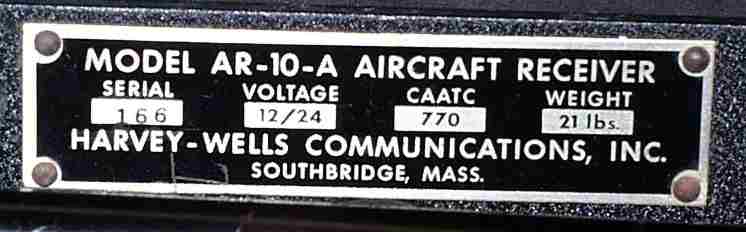 MODEL AR-10-A AIRCRAFT RECEIVER
SERIAL VOLTAGE CAATC WEIGHT
166 12/24 770 21 lbs.
HARVEY-WELLS COMMUNICATIONS, INC.
SOUTHBRIDGE, MASS.